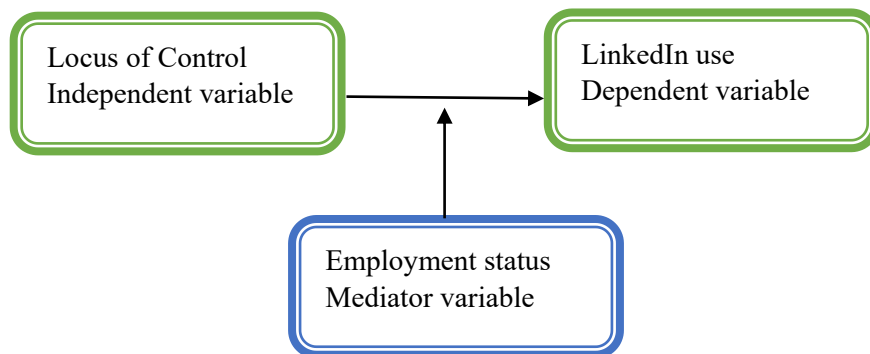 Locus of Control
Independent variable
LinkedIn use
Dependent variable
Employment status
Mediator variable